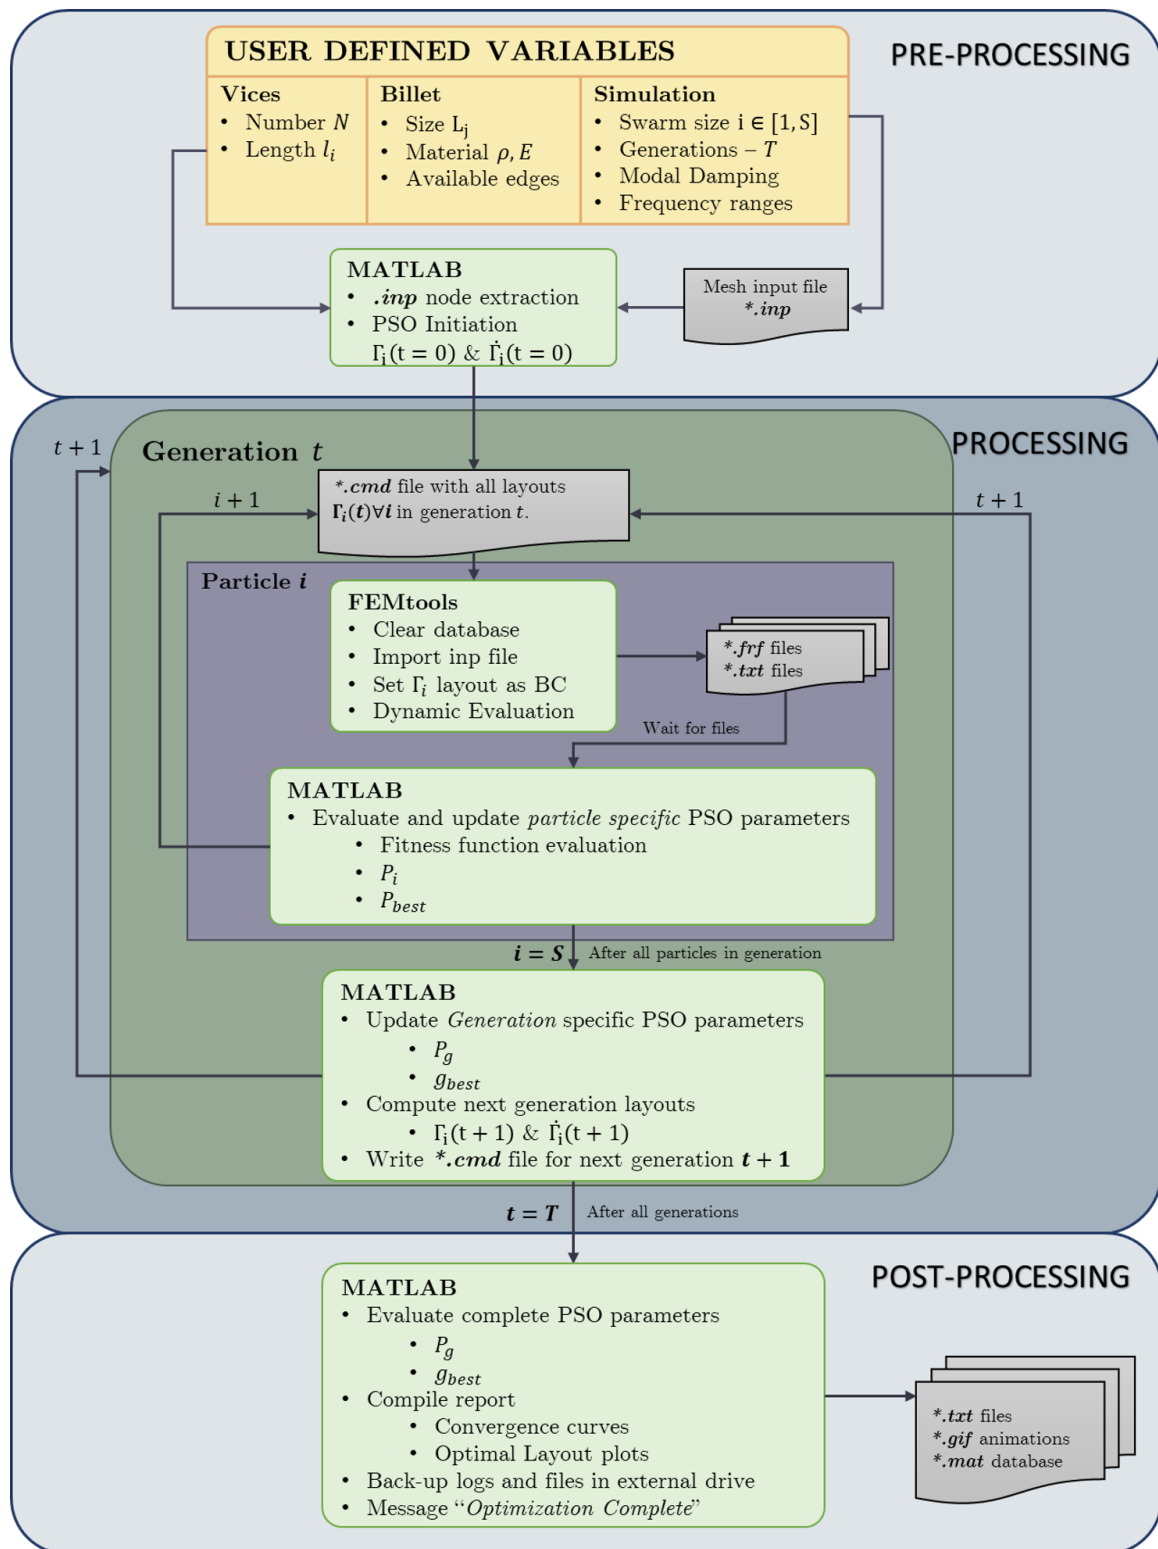 PRE-PROCESSING
USER DEFINED VARIABLES
Vices
• Number N
• Length lᵢ
Billet
• Size Lⱼ
• Material ρ, E
• Available edges
Simulation
• Swarm size i ∈ [1, S]
• Generations – T
• Modal Damping
• Frequency ranges
MATLAB
• .inp node extraction
• PSO Initiation
Γᵢ(t = 0) & Γ̇ᵢ(t = 0)
Mesh input file
*.inp
PROCESSING
Generation t
t + 1
i + 1
t + 1
*.cmd file with all layouts
Γᵢ(t)∀i in generation t.
Particle i
FEMtools
• Clear database
• Import inp file
• Set Γᵢ layout as BC
• Dynamic Evaluation
*.frf files
*.txt files
Wait for files
MATLAB
• Evaluate and update particle specific PSO parameters
• Fitness function evaluation
• Pᵢ
• P_best
i = S After all particles in generation
MATLAB
• Update Generation specific PSO parameters
• P_g
• g_best
• Compute next generation layouts
• Γᵢ(t + 1) & Γ̇ᵢ(t + 1)
• Write *.cmd file for next generation t + 1
t = T After all generations
POST-PROCESSING
MATLAB
• Evaluate complete PSO parameters
• P_g
• g_best
• Compile report
• Convergence curves
• Optimal Layout plots
• Back-up logs and files in external drive
• Message “Optimization Complete”
*.txt files
*.gif animations
*.mat database